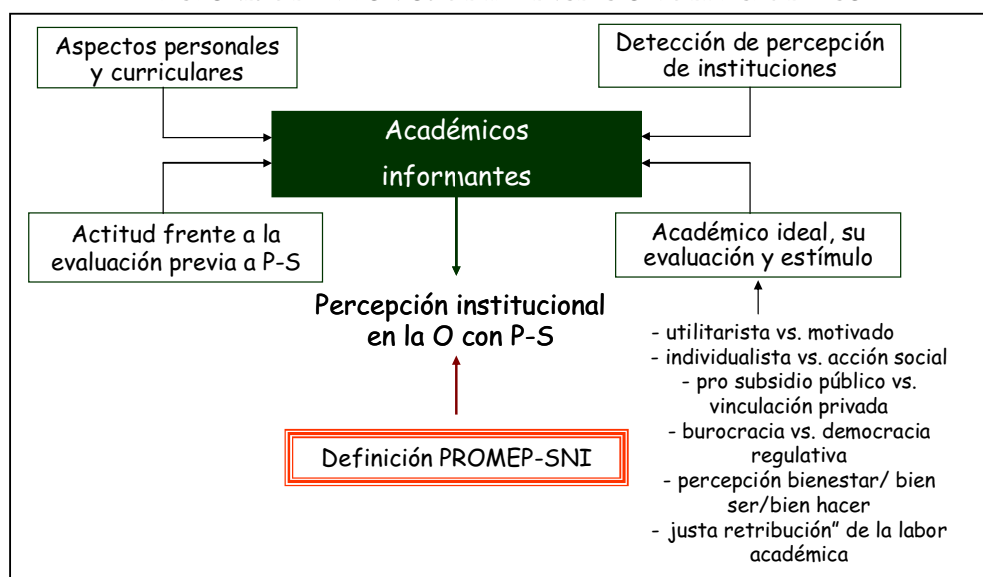 Aspectos personales
y curriculares
Detección de percepción
de instituciones
Académicos
informantes
Actitud frente a la
evaluación previa a P-S
Académico ideal, su
evaluación y estímulo
Percepción institucional
en la O con P-S
Definición PROMEP-SNI
- utilitarista vs. motivado
- individualista vs. acción social
- pro subsidio público vs.
vinculación privada
- burocracia vs. democracia
regulativa
- percepción bienestar/ bien
ser/bien hacer
- justa retribución” de la labor
académica